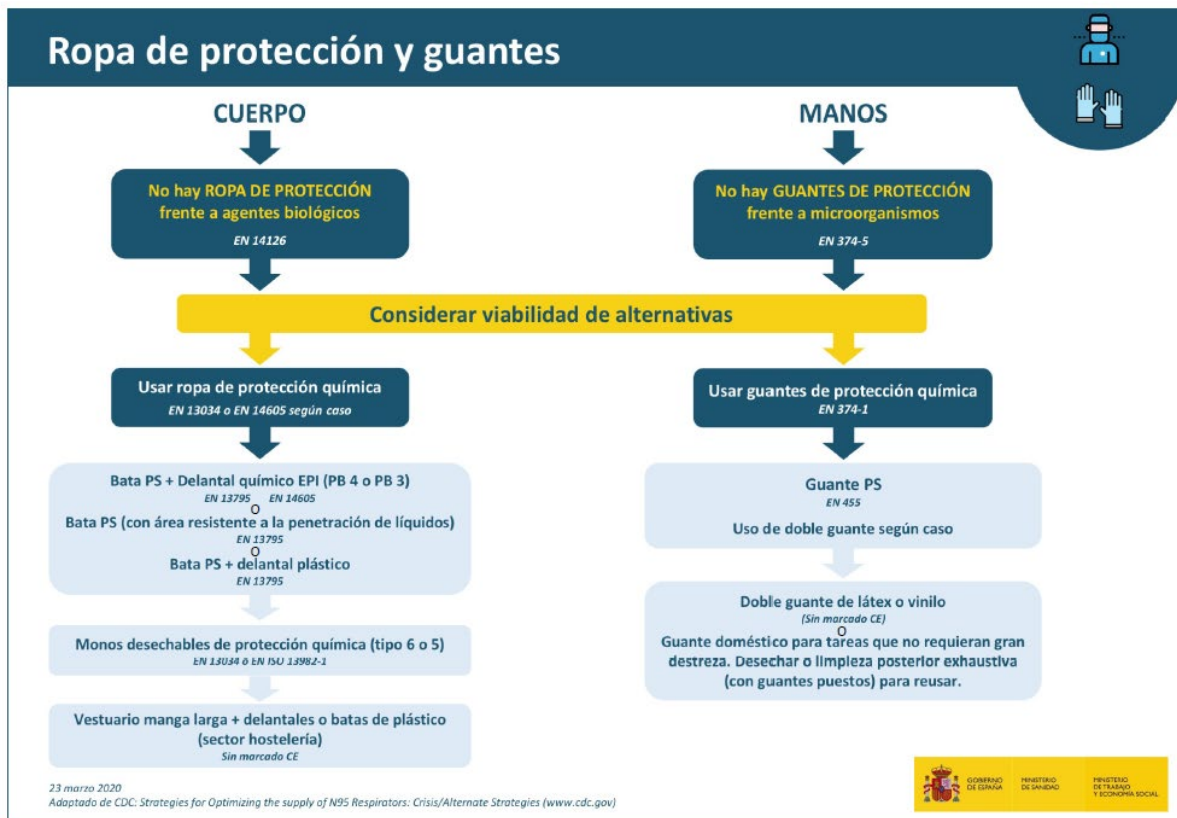 Ropa de protección y guantes
CUERPO
No hay ROPA DE PROTECCIÓN
frente a agentes biológicos
EN 14126
MANOS
No hay GUANTES DE PROTECCIÓN
frente a microorganismos
EN 374-5
Considerar viabilidad de alternativas
Usar ropa de protección química
EN 13034 o EN 14605 según caso
Bata PS + Delantal químico EPI (PB 4 o PB 3)
EN 13795 EN 14605
O
Bata PS (con área resistente a la penetración de líquidos)
EN 13795
O
Bata PS + delantal plástico
EN 13795
Monos desechables de protección química (tipo 6 o 5)
EN 13034 ó EN ISO 13982-1
Vestuario manga larga + delantales o batas de plástico
(sector hostelería)
Sin marcado CE
Usar guantes de protección química
EN 374-1
Guante PS
EN 455
Uso de doble guante según caso
Doble guante de látex o vinilo
(Sin marcado CE)
O
Guante doméstico para tareas que no requieran gran
destreza. Desechar o limpieza posterior exhaustiva
(con guantes puestos) para reusar.
23 marzo 2020
Adaptado de CDC: Strategies for Optimizing the supply of N95 Respirators: Crisis/Alternate Strategies (www.cdc.gov)
GOBIERNO
DE ESPAÑA
MINISTERIO
DE SANIDAD
MINISTERIO
DE TRABAJO
Y ECONOMÍA SOCIAL